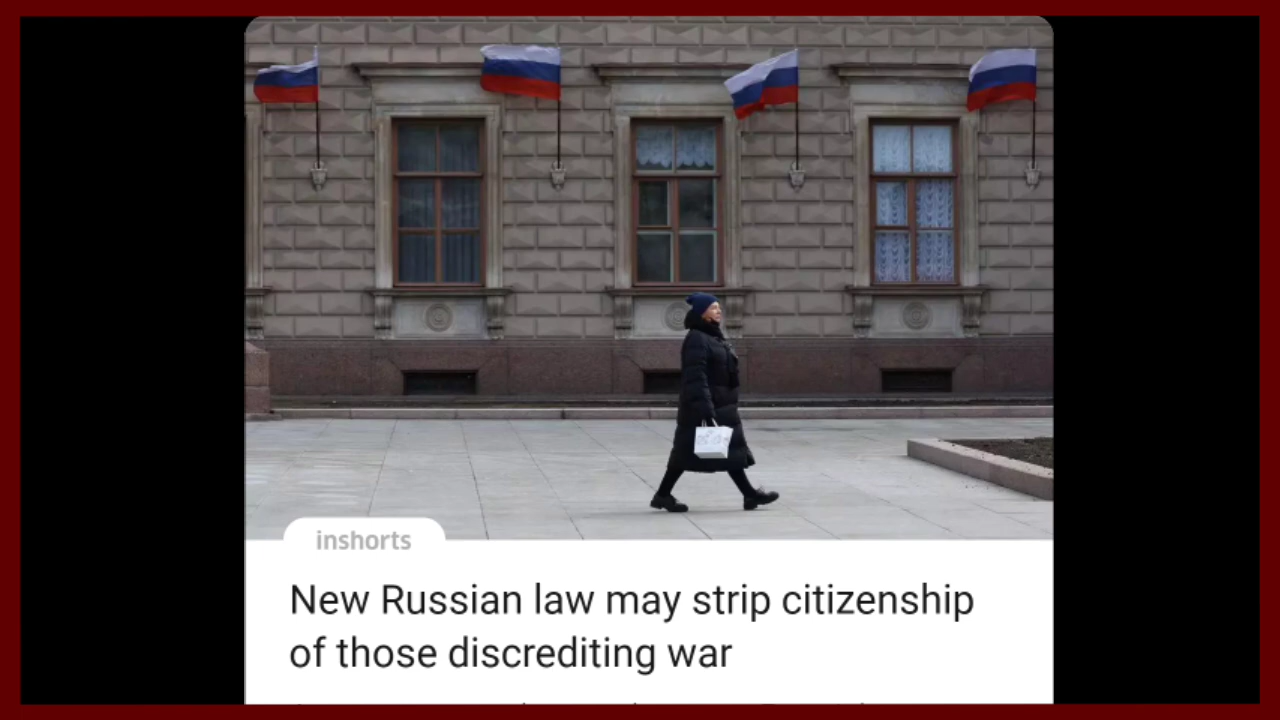 inshorts
New Russian law may strip citizenship
of those discrediting war